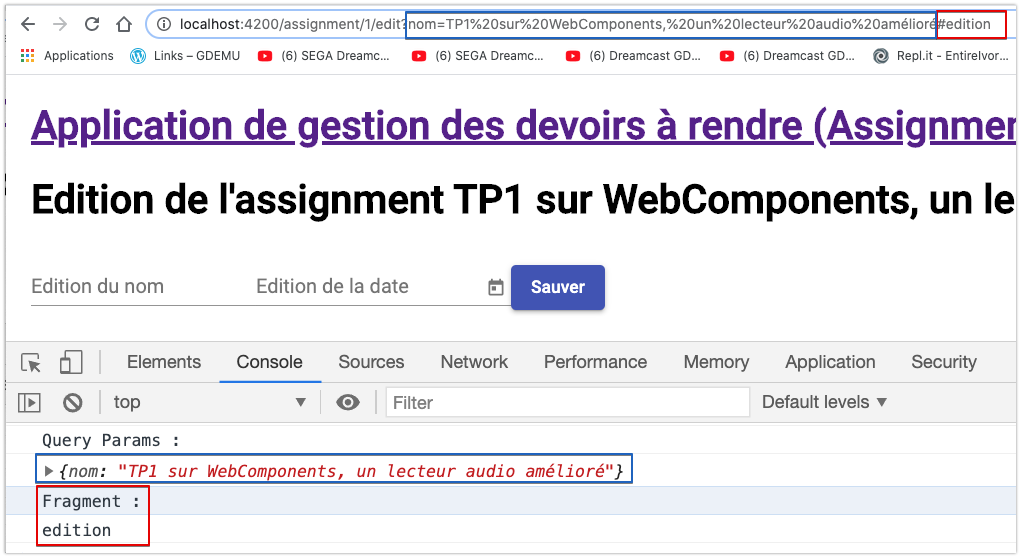 localhost:4200/assignment/1/edit?nom=TP1%20sur%20WebComponents,%20un%20lecteur%20audio%20amélioré#edition
Applications Links – GDEMU (6) SEGA Dreamc... (6) SEGA Dreamc... (6) Dreamcast GD... (6) Dreamcast GD... Repl.it - EntireIvor...
Application de gestion des devoirs à rendre (Assignmen
Edition de l'assignment TP1 sur WebComponents, un le
Edition du nom Edition de la date Sauver
Elements Console Sources Network Performance Memory Application Security
top Filter Default levels
Query Params :
{nom: "TP1 sur WebComponents, un lecteur audio amélioré"}
Fragment :
edition